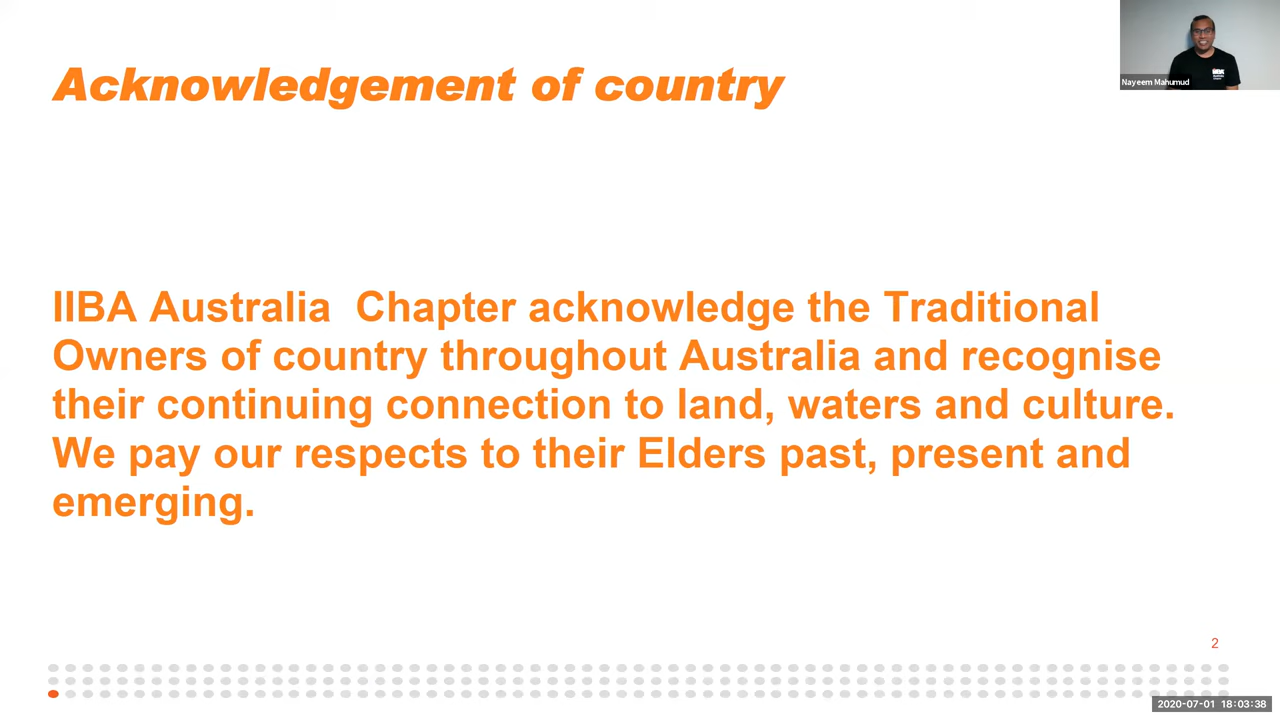 Acknowledgement of country
Nayeem Mahumud
IIBA Australia  Chapter acknowledge the Traditional
Owners of country throughout Australia and recognise
their continuing connection to land, waters and culture.
We pay our respects to their Elders past, present and
emerging.
2
2020-07-01 18:03:38